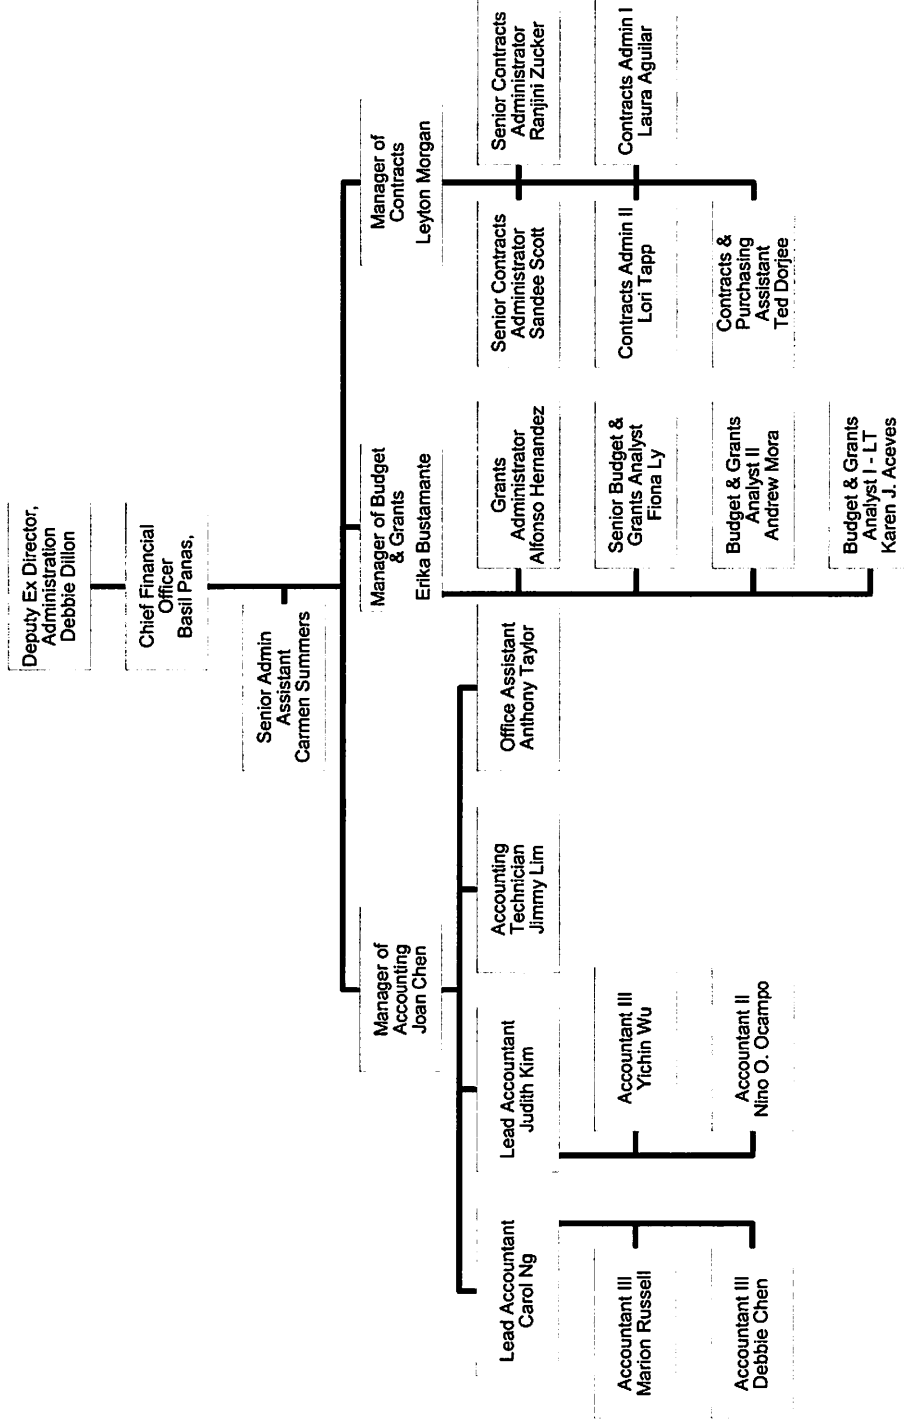 Deputy Ex Director,
Administration
Debbie Dillon
Chief Financial
Officer
Basil Panas,
Senior Admin
Assistant
Carmen Summers
Manager of
Accounting
Joan Chen
Manager of Budget
& Grants
Erika Bustamante
Manager of
Contracts
Leyton Morgan
Lead Accountant
Carol Ng
Lead Accountant
Judith Kim
Accounting
Technician
Jimmy Lim
Office Assistant
Anthony Taylor
Grants
Administrator
Alfonso Hernandez
Senior Contracts
Administrator
Sandee Scott
Senior Contracts
Administrator
Ranjini Zucker
Accountant III
Marion Russell
Accountant III
Yichin Wu
Senior Budget &
Grants Analyst
Fiona Ly
Contracts Admin II
Lori Tapp
Contracts Admin I
Laura Aguilar
Accountant III
Debbie Chen
Accountant II
Nino O. Ocampo
Budget & Grants
Analyst II
Andrew Mora
Contracts &
Purchasing
Assistant
Ted Dorjee
Budget & Grants
Analyst I - LT
Karen J. Aceves